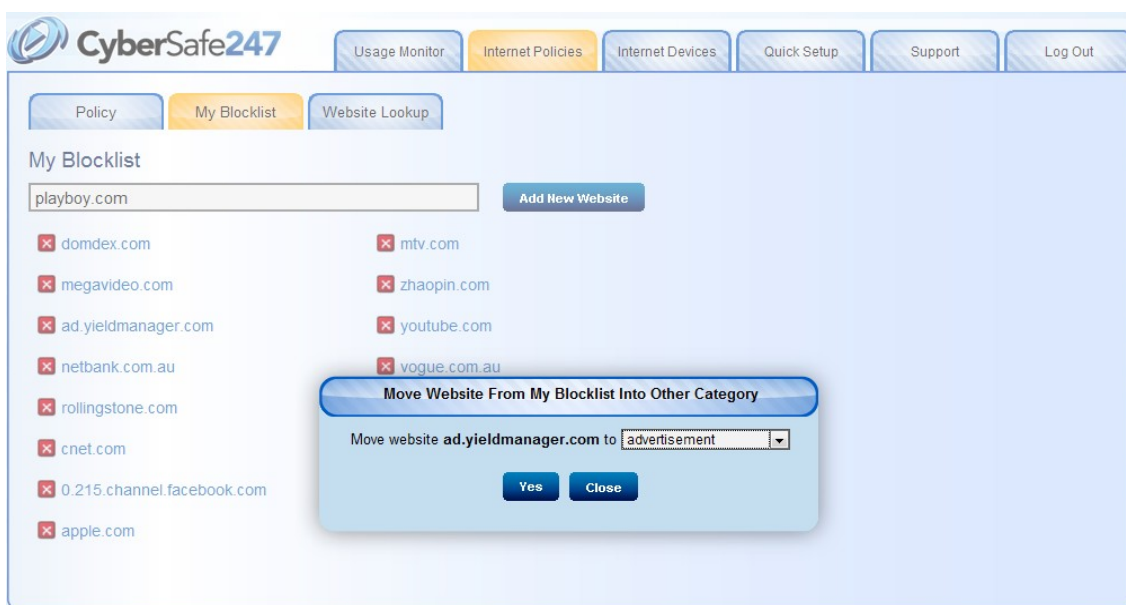 CyberSafe247
Usage Monitor Internet Policies Internet Devices Quick Setup Support Log Out
Policy My Blocklist Website Lookup
My Blocklist
playboy.com Add New Website
domdex.com mtv.com
megavideo.com zhaopin.com
ad.yieldmanager.com youtube.com
netbank.com.au vogue.com.au
rollingstone.com
cnet.com
0.215.channel.facebook.com
apple.com
Move Website From My Blocklist Into Other Category
Move website ad.yieldmanager.com to advertisement
Yes Close